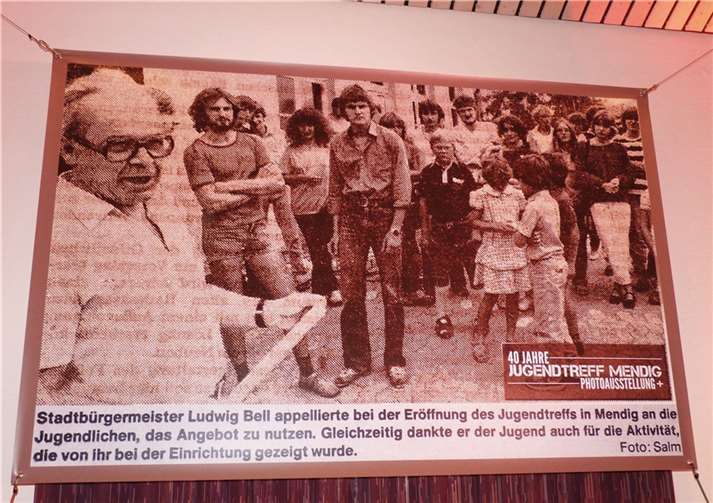 40 JAHRE
JUGENDTREFF MENDIG
PHOTOAUSSTELLUNG+
Stadtbürgermeister Ludwig Bell appellierte bei der Eröffnung des Jugendtreffs in Mendig an die
Jugendlichen, das Angebot zu nutzen. Gleichzeitig dankte er der Jugend auch für die Aktivität,
die von ihr bei der Einrichtung gezeigt wurde. Foto: Salm